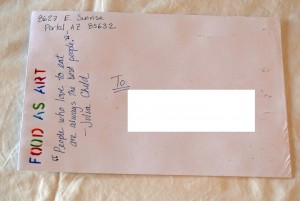 8627 E. Sunrise
Portal AZ 85632
FOOD AS ART
"People who love to eat
are always the best people."
-Julia Child
To